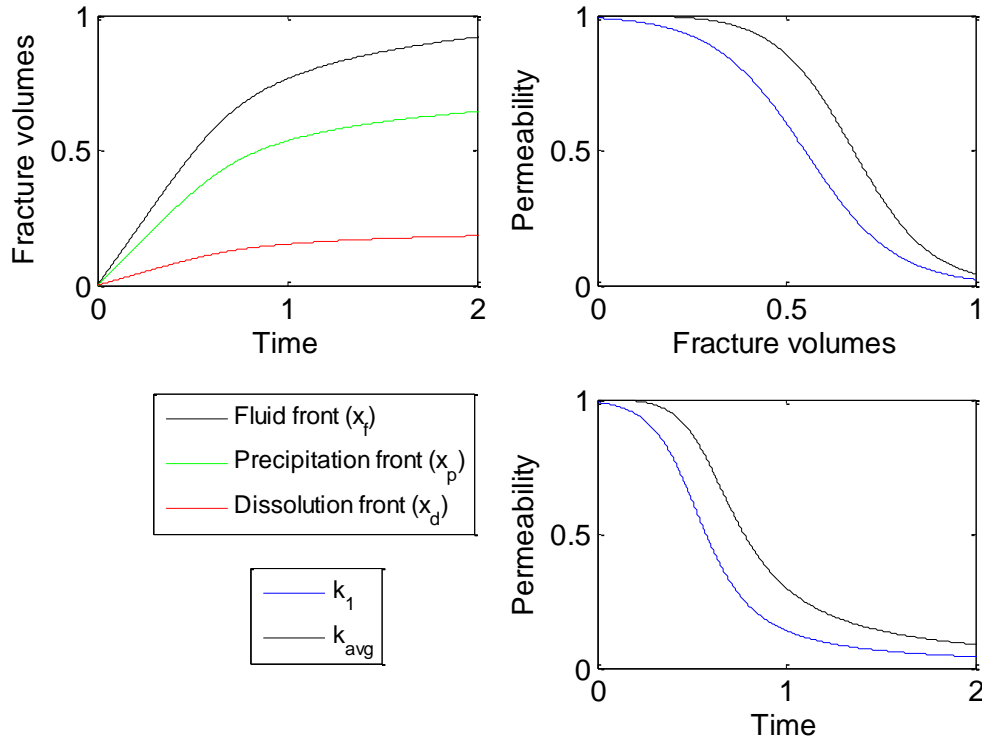 Fracture volumes
1
0.5
0
0
1
2
Time
Permeability
1
0.5
0
0
0.5
1
Fracture volumes
Fluid front (x_f)
Precipitation front (x_p)
Dissolution front (x_d)
k_1
k_avg
Permeability
1
0.5
0
0
1
2
Time